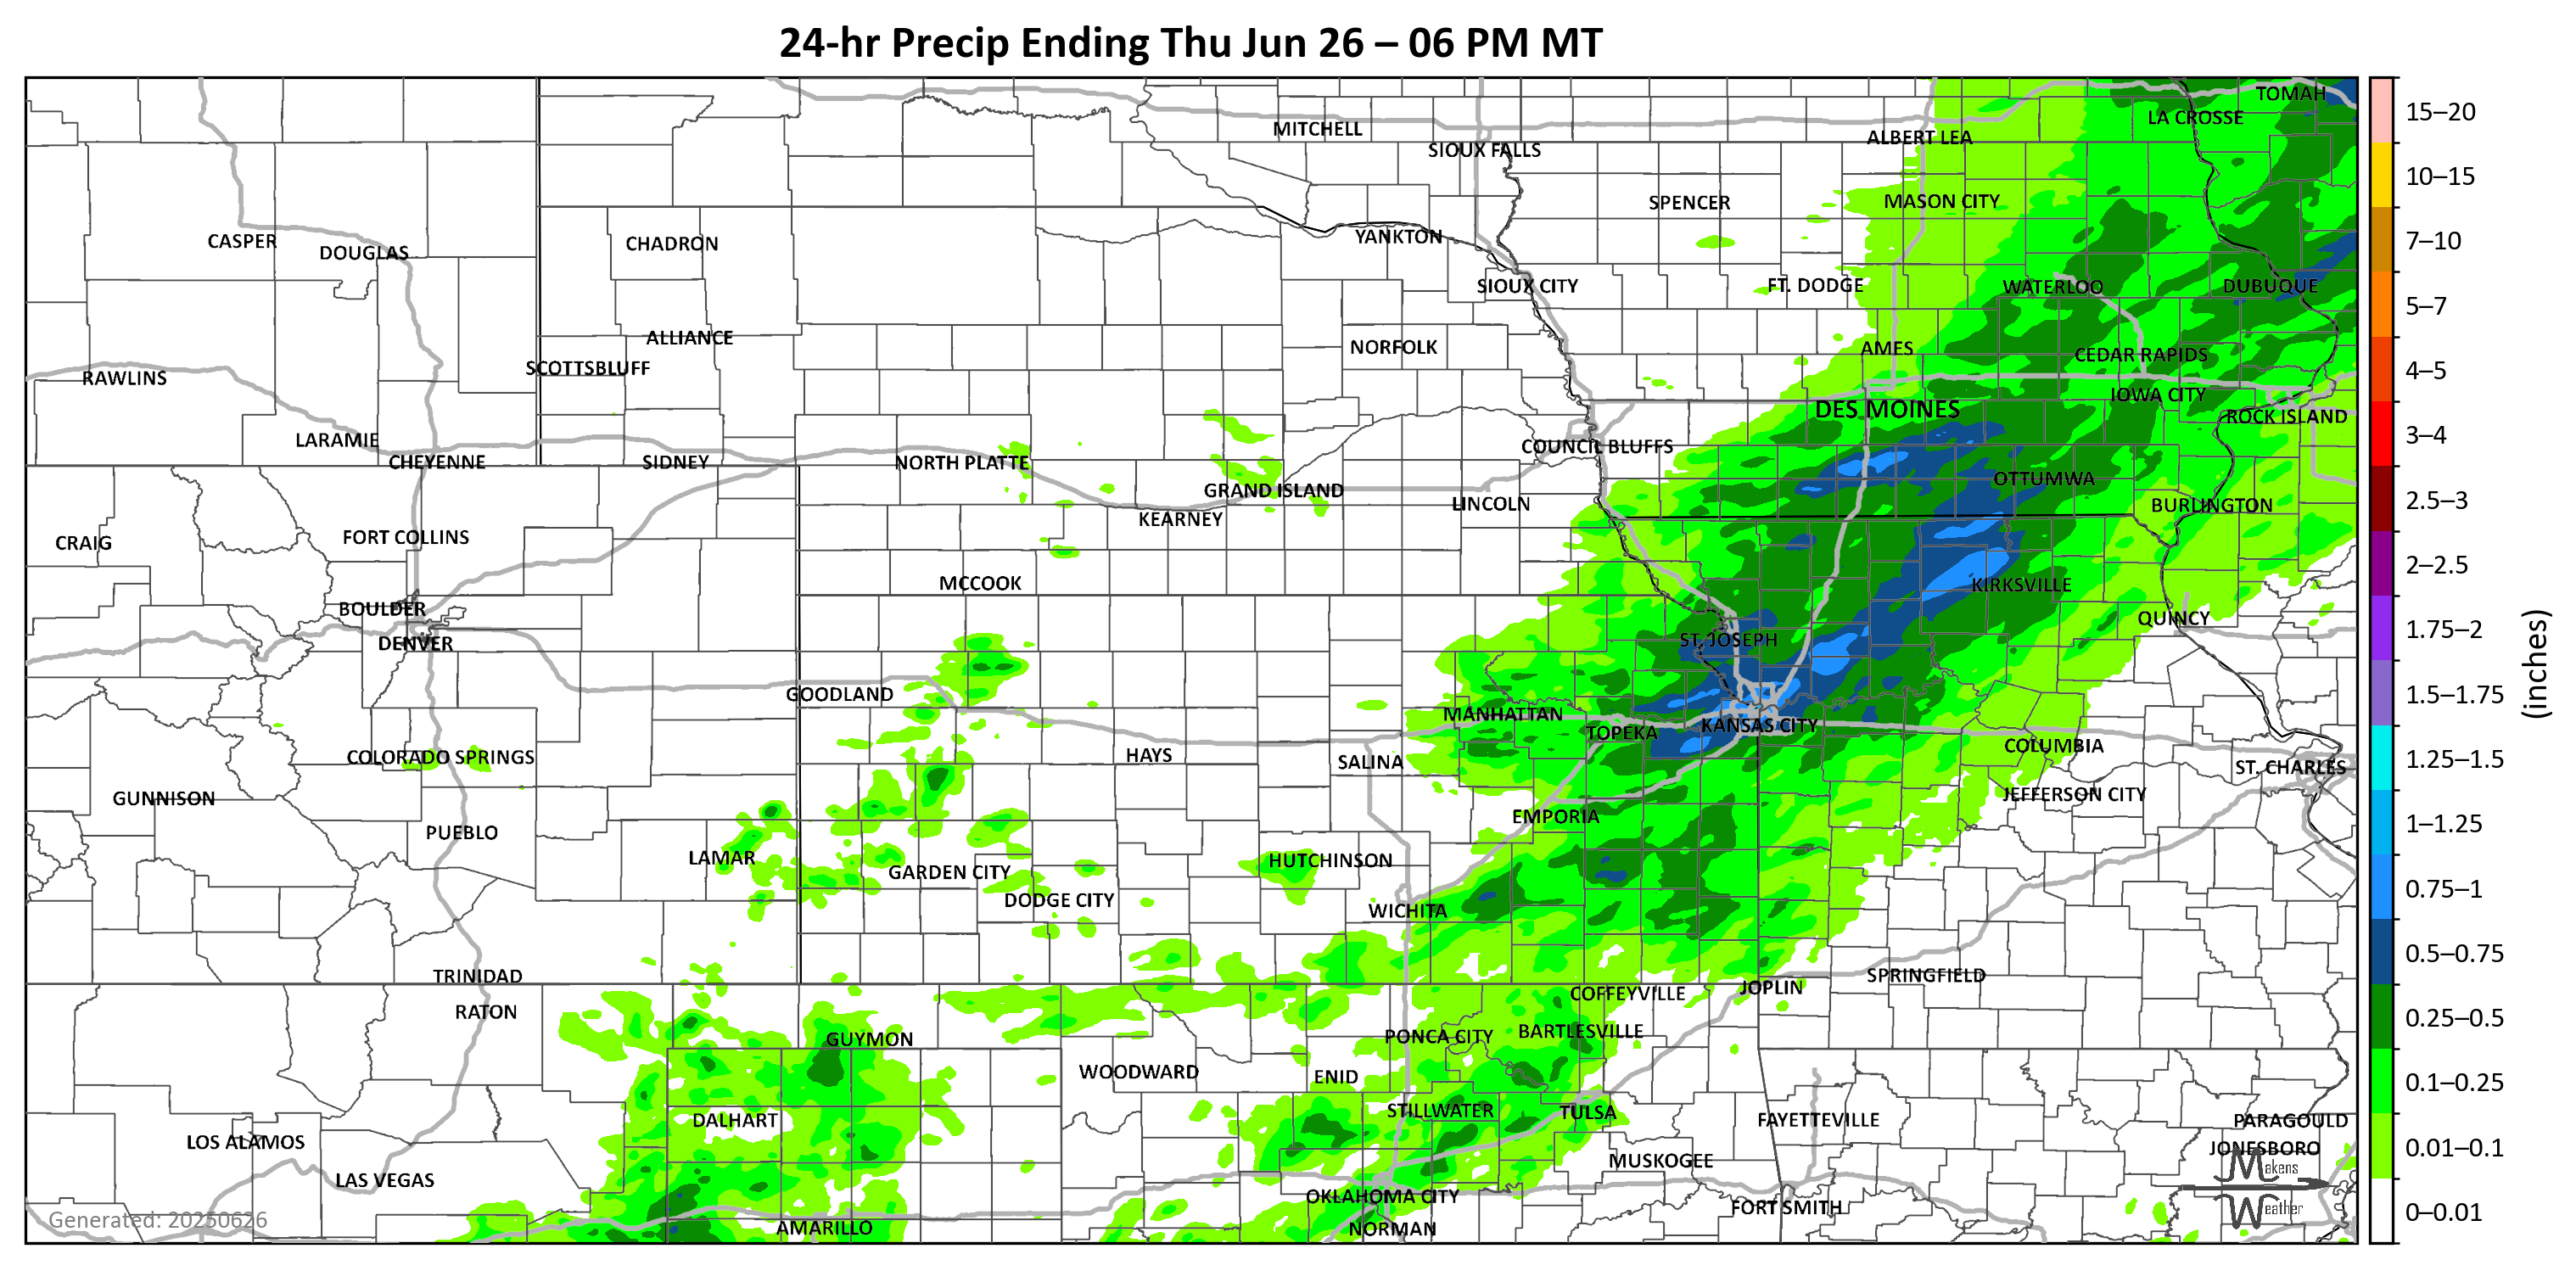 24-hr Precip Ending Thu Jun 26 – 06 PM MT
TOMAH
LA CROSSE
MITCHELL
ALBERT LEA
SIOUX FALLS
SPENCER
MASON CITY
CASPER
DOUGLAS
CHADRON
YANKTON
SIOUX CITY
FT. DODGE
WATERLOO
DUBUQUE
ALLIANCE
NORFOLK
AMES
CEDAR RAPIDS
SCOTTSBLUFF
RAWLINS
IOWA CITY
DES MOINES
ROCK ISLAND
LARAMIE
COUNCIL BLUFFS
CHEYENNE
SIDNEY
NORTH PLATTE
OTTUMWA
GRAND ISLAND
LINCOLN
BURLINGTON
KEARNEY
FORT COLLINS
CRAIG
MCCOOK
KIRKSVILLE
BOULDER
QUINCY
DENVER
ST. JOSEPH
GOODLAND
MANHATTAN
KANSAS CITY
TOPEKA
COLUMBIA
COLORADO SPRINGS
HAYS
SALINA
ST. CHARLES
GUNNISON
JEFFERSON CITY
EMPORIA
PUEBLO
LAMAR
HUTCHINSON
GARDEN CITY
DODGE CITY
WICHITA
TRINIDAD
SPRINGFIELD
JOPLIN
COFFEYVILLE
RATON
BARTLESVILLE
PONCA CITY
GUYMON
WOODWARD
ENID
STILLWATER
TULSA
DALHART
FAYETTEVILLE
PARAGOULD
LOS ALAMOS
JONESBORO
MUSKOGEE
LAS VEGAS
OKLAHOMA CITY
FORT SMITH
AMARILLO
NORMAN
Generated: 20250626
Makens
Weather
15–20
10–15
7–10
5–7
4–5
3–4
2.5–3
2–2.5
1.75–2
1.5–1.75
1.25–1.5
1–1.25
0.75–1
0.5–0.75
0.25–0.5
0.1–0.25
0.01–0.1
0–0.01
(inches)